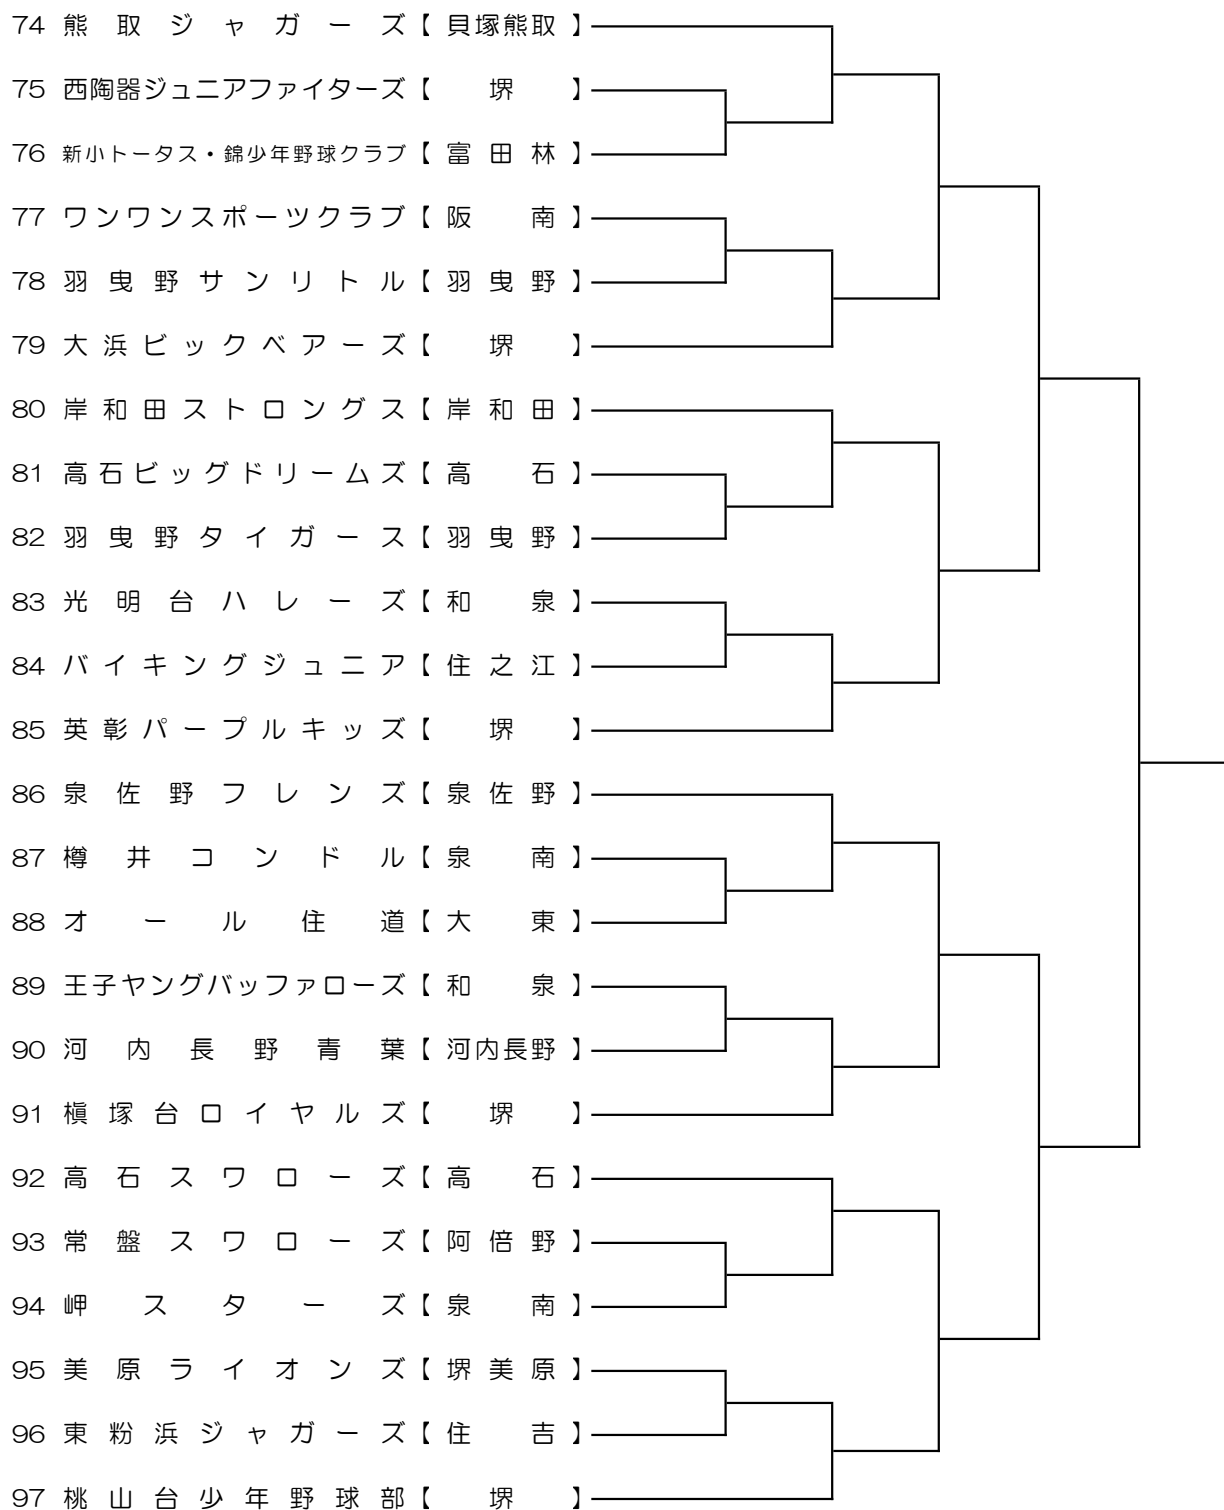 74 熊取ジャガーズ【貝塚熊取】
75 西陶器ジュニアファイターズ【堺】
76 新小トータス・錦少年野球クラブ【富田林】
77 ワンワンスポーツクラブ【阪南】
78 羽曳野サンリトル【羽曳野】
79 大浜ビックベアーズ【堺】
80 岸和田ストロングス【岸和田】
81 高石ビッグドリームズ【高石】
82 羽曳野タイガース【羽曳野】
83 光明台ハレーズ【和泉】
84 バイキングジュニア【住之江】
85 英彰パープルキッズ【堺】
86 泉佐野フレンズ【泉佐野】
87 樽井コンドル【泉南】
88 オール住道【大東】
89 王子ヤングバッファローズ【和泉】
90 河内長野青葉【河内長野】
91 槇塚台ロイヤルズ【堺】
92 高石スワローズ【高石】
93 常盤スワローズ【阿倍野】
94 岬スターズ【泉南】
95 美原ライオンズ【堺美原】
96 東粉浜ジャガーズ【住吉】
97 桃山台少年野球部【堺】